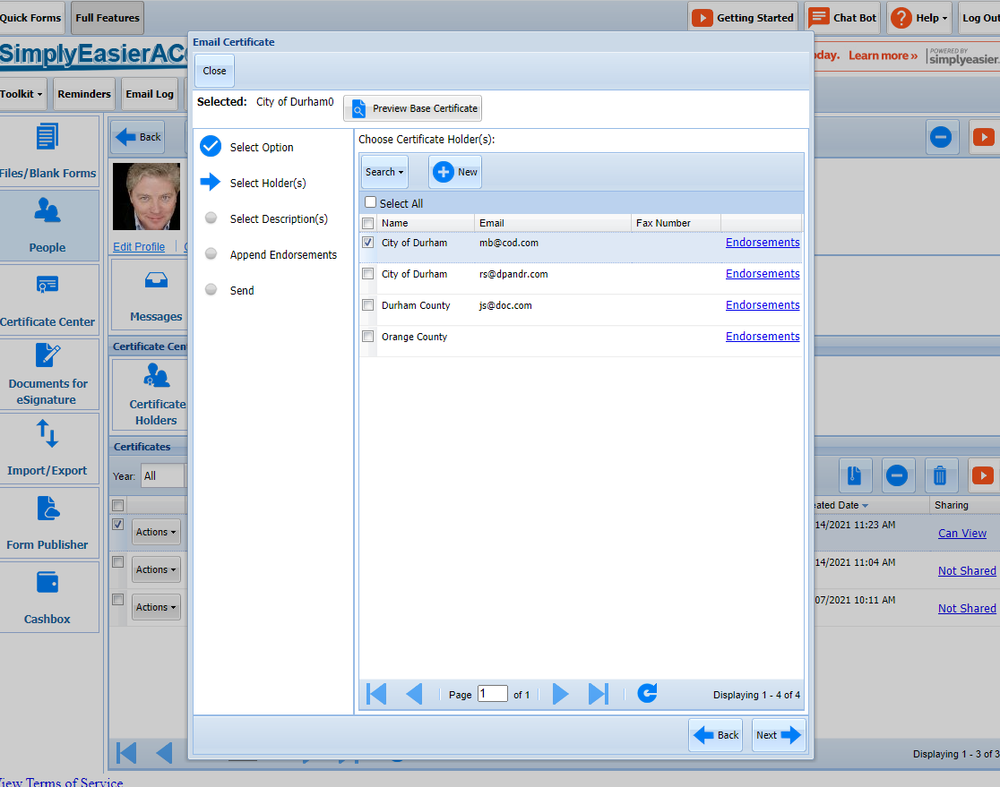 Quick Forms
Full Features
Getting Started
Chat Bot
Help
Log Out
SimplyEasierAC
oday. Learn more »
POWERED BY
simplyeasier.
Toolkit
Reminders
Email Log
Files/Blank Forms
People
Certificate Center
Documents for
eSignature
Import/Export
Form Publisher
Cashbox
Back
Edit Profile
Messages
Certificate Cen
Certificate
Holders
Certificates
Year: All
Actions
Actions
Actions
Email Certificate
Close
Selected: City of Durham0
Preview Base Certificate
Select Option
Select Holder(s)
Select Description(s)
Append Endorsements
Send
Choose Certificate Holder(s):
Search
New
Select All
Name Email Fax Number
City of Durham mb@cod.com Endorsements
City of Durham rs@dpandr.com Endorsements
Durham County js@doc.com Endorsements
Orange County Endorsements
Page 1 of 1
Displaying 1 - 4 of 4
Back
Next
eated Date Sharing
14/2021 11:23 AM Can View
14/2021 11:04 AM Not Shared
07/2021 10:11 AM Not Shared
Displaying 1 - 3 of 3
View Terms of Service